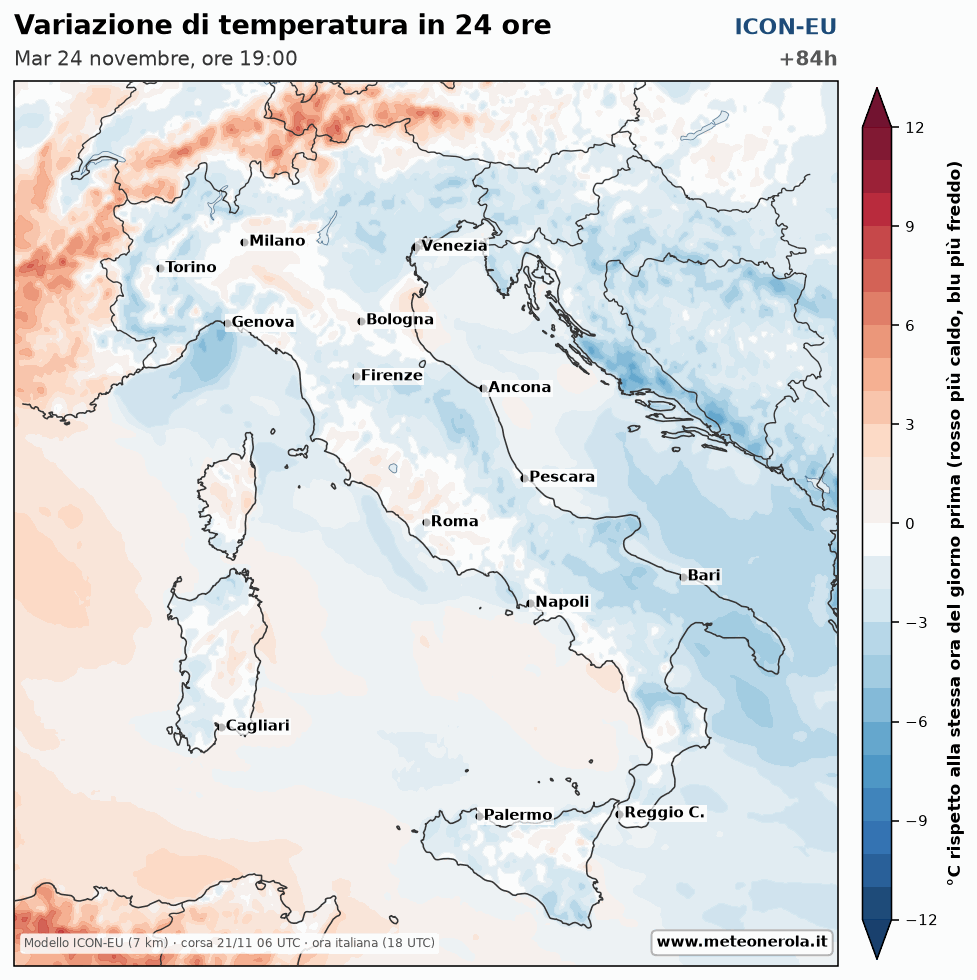 Variazione di temperatura in 24 ore
ICON-EU
Mar 24 novembre, ore 19:00
+84h
Milano
Venezia
Torino
Genova
Bologna
Firenze
Ancona
Pescara
Roma
Bari
Napoli
Cagliari
Palermo
Reggio C.
12
9
6
3
0
−3
−6
−9
−12
°C rispetto alla stessa ora del giorno prima (rosso più caldo, blu più freddo)
Modello ICON-EU (7 km) · corsa 21/11 06 UTC · ora italiana (18 UTC)
www.meteonerola.it